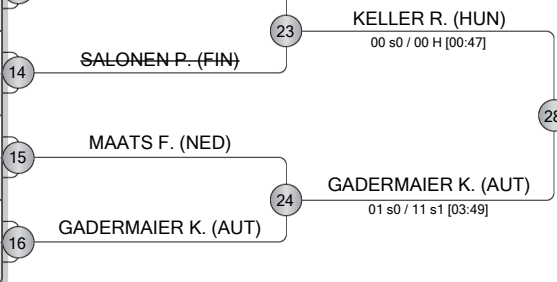 KELLER R. (HUN)
23
00 s0 / 00 H [00:47]
SALONEN P. (FIN)
14
28
MAATS F. (NED)
15
GADERMAIER K. (AUT)
24
01 s0 / 11 s1 [03:49]
GADERMAIER K. (AUT)
16